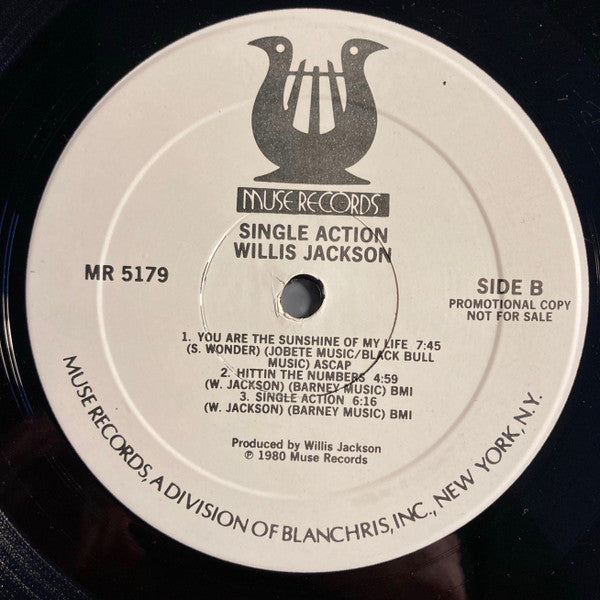 MUSE RECORDS
SINGLE ACTION
WILLIS JACKSON
MR 5179
SIDE B
PROMOTIONAL COPY
NOT FOR SALE
1. YOU ARE THE SUNSHINE OF MY LIFE 7:45
(S. WONDER) (JOBETE MUSIC/BLACK BULL
MUSIC) ASCAP
2. HITTIN THE NUMBERS 4:59
(W. JACKSON) (BARNEY MUSIC) BMI
3. SINGLE ACTION 6:16
(W. JACKSON) (BARNEY MUSIC) BMI
Produced by Willis Jackson
℗ 1980 Muse Records
MUSE RECORDS, A DIVISION OF BLANCHRIS, INC., NEW YORK, N.Y.